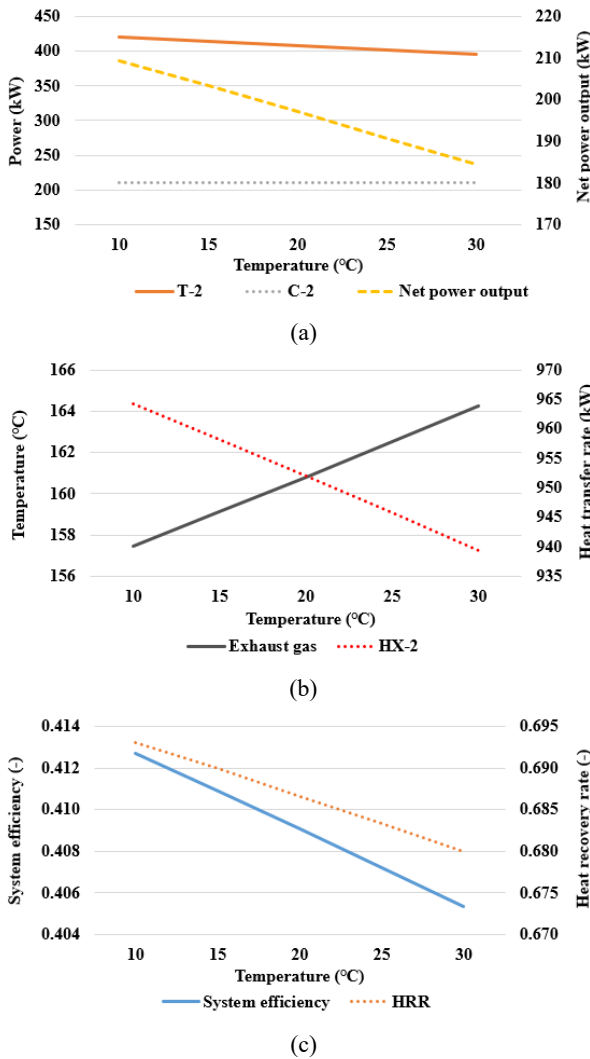 450 220
400 210
350
300 200
250 190
200 180
150 170
Power (kW)
Net power output (kW)
10 15 20 25 30
Temperature (℃)
T-2 C-2 Net power output
(a)
166 970
164 965
960
162 955
950
160 945
158 940
156 935
Temperature (℃)
Heat transfer rate (kW)
10 15 20 25 30
Temperature (℃)
Exhaust gas HX-2
(b)
0.414 0.695
0.412 0.690
0.410 0.685
0.408 0.680
0.406 0.675
0.404 0.670
System efficiency (-)
Heat recovery rate (-)
10 15 20 25 30
Temperature (℃)
System efficiency HRR
(c)